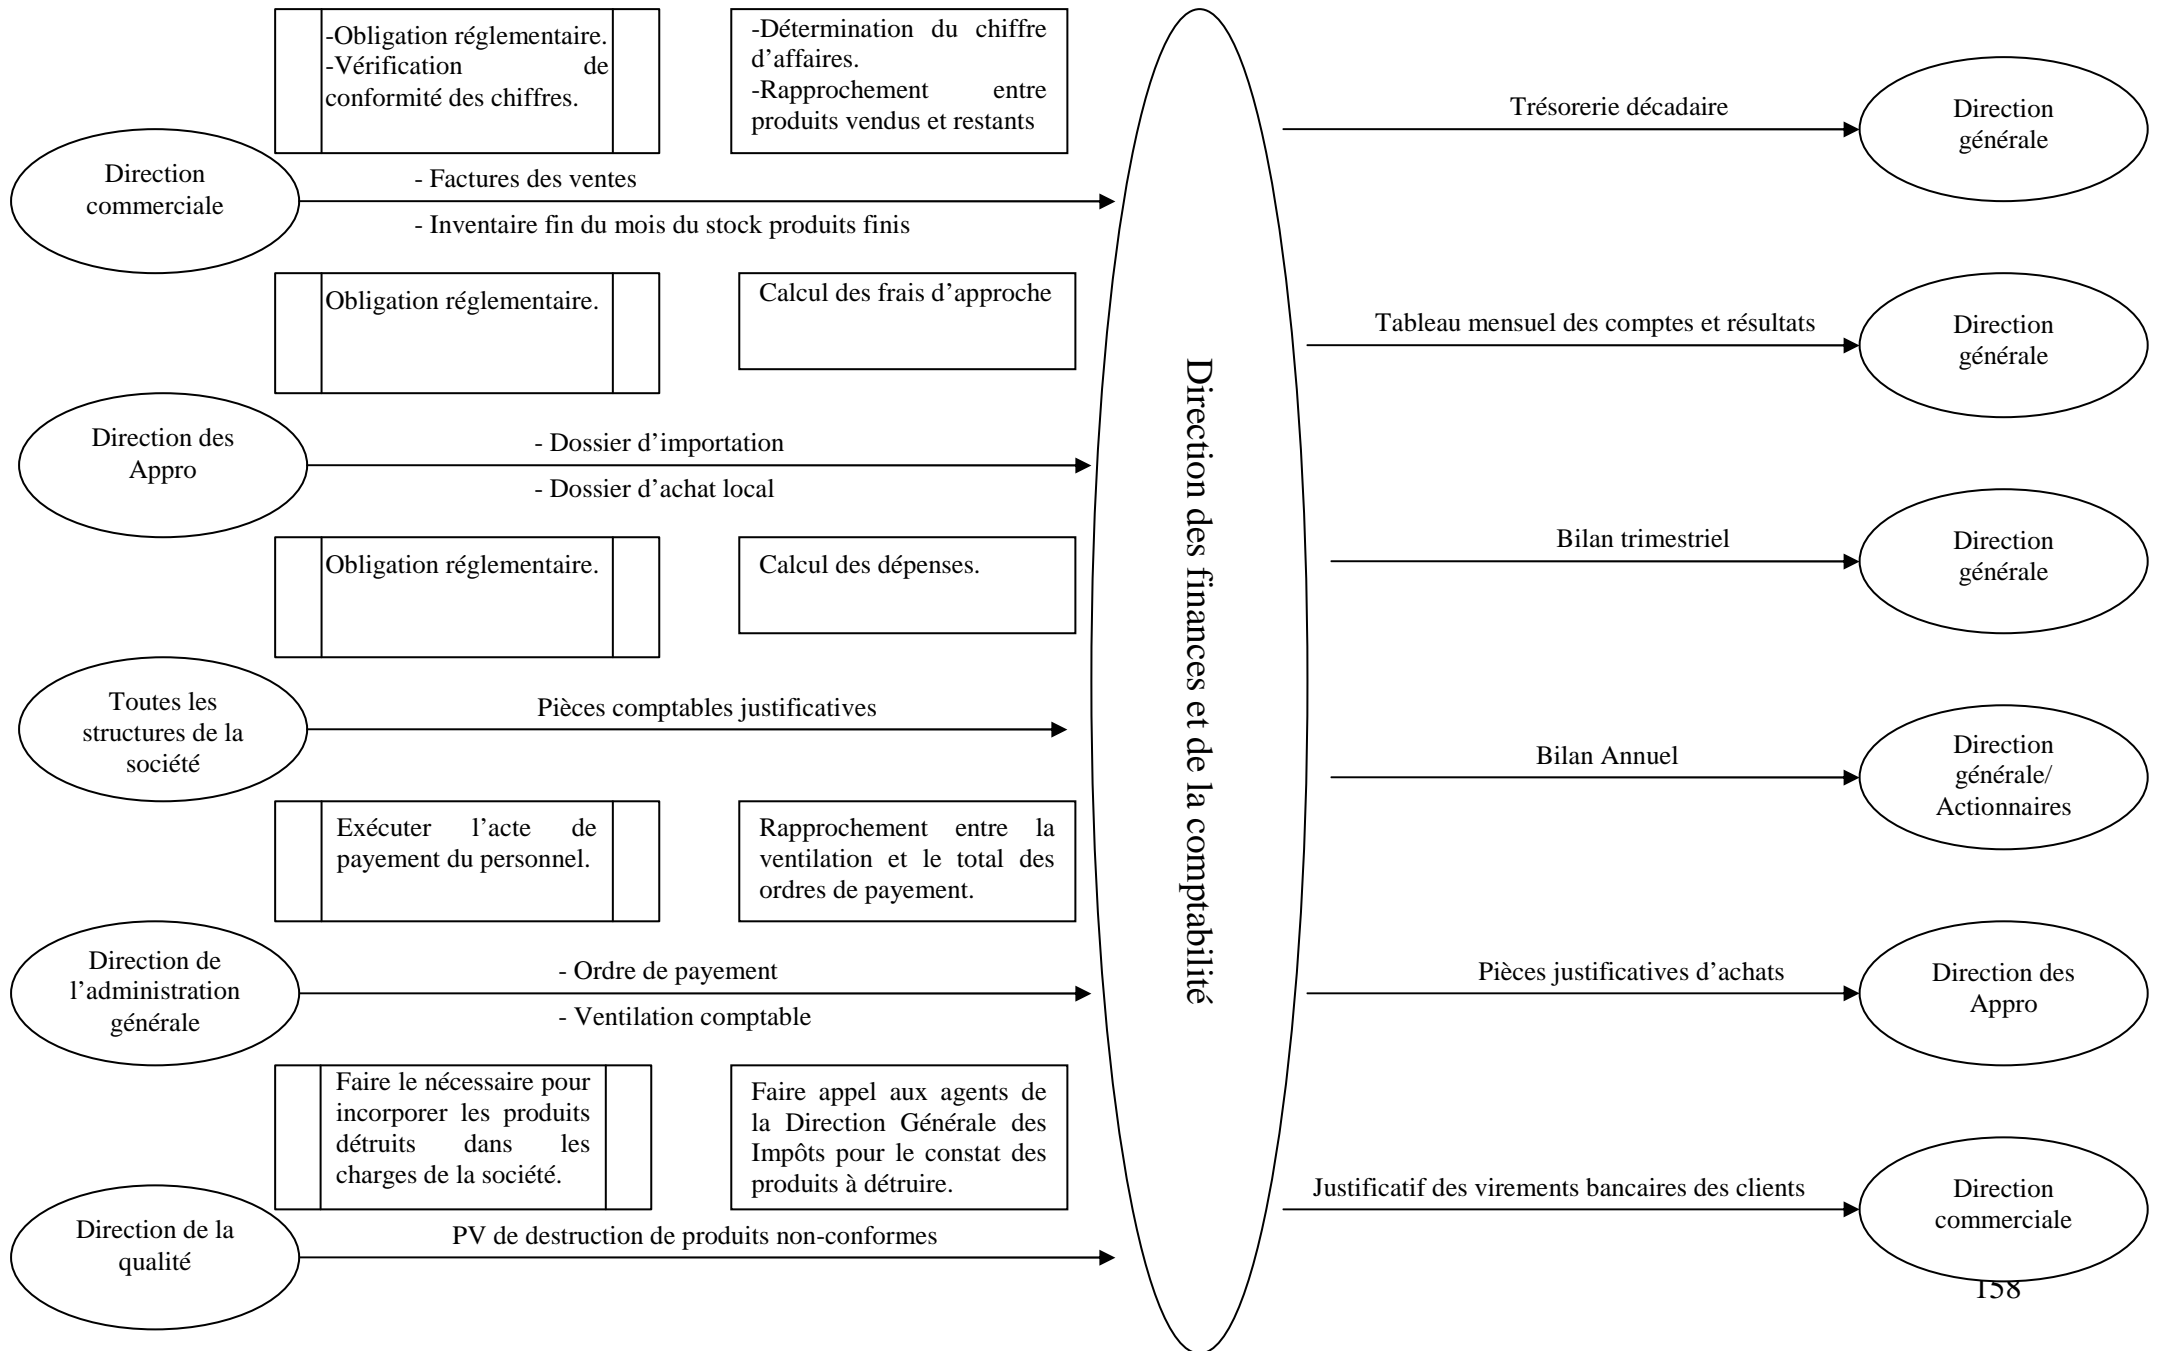 -Obligation réglementaire.
-Vérification de
conformité des chiffres.
-Détermination du chiffre
d’affaires.
-Rapprochement entre
produits vendus et restants
Direction
commerciale
- Factures des ventes
- Inventaire fin du mois du stock produits finis
Obligation réglementaire.
Calcul des frais d’approche
Direction des
Appro
- Dossier d’importation
- Dossier d’achat local
Obligation réglementaire.
Calcul des dépenses.
Toutes les
structures de la
société
Pièces comptables justificatives
Exécuter l’acte de
payement du personnel.
Rapprochement entre la
ventilation et le total des
ordres de payement.
Direction de
l’administration
générale
- Ordre de payement
- Ventilation comptable
Faire le nécessaire pour
incorporer les produits
détruits dans les
charges de la société.
Faire appel aux agents de
la Direction Générale des
Impôts pour le constat des
produits à détruire.
Direction de la
qualité
PV de destruction de produits non-conformes
Direction des finances et de la comptabilité
Trésorerie décadaire
Direction
générale
Tableau mensuel des comptes et résultats
Direction
générale
Bilan trimestriel
Direction
générale
Bilan Annuel
Direction
générale/
Actionnaires
Pièces justificatives d’achats
Direction des
Appro
Justificatif des virements bancaires des clients
Direction
commerciale
158